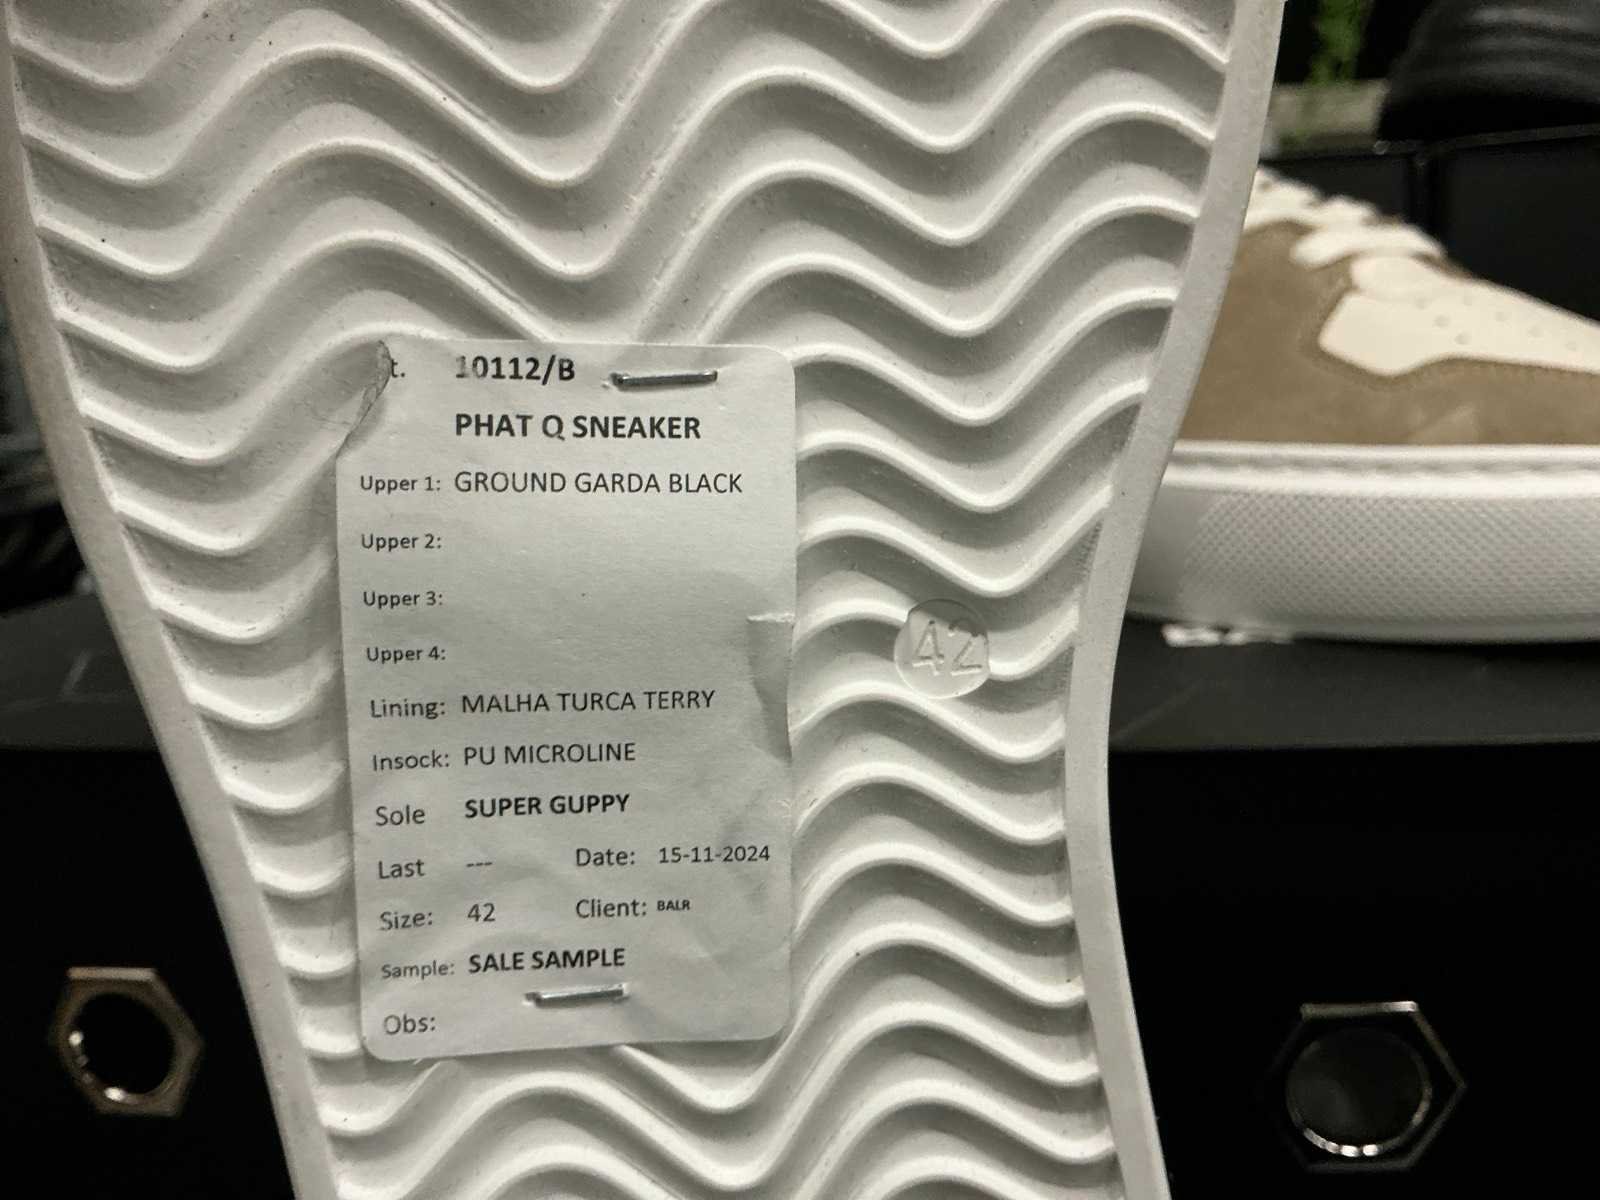 t. 10112/B
PHAT Q SNEAKER
Upper 1: GROUND GARDA BLACK
Upper 2:
Upper 3:
Upper 4:
Lining: MALHA TURCA TERRY
Insock: PU MICROLINE
Sole SUPER GUPPY
Last --- Date: 15-11-2024
Size: 42 Client: BALR
Sample: SALE SAMPLE
Obs:
42